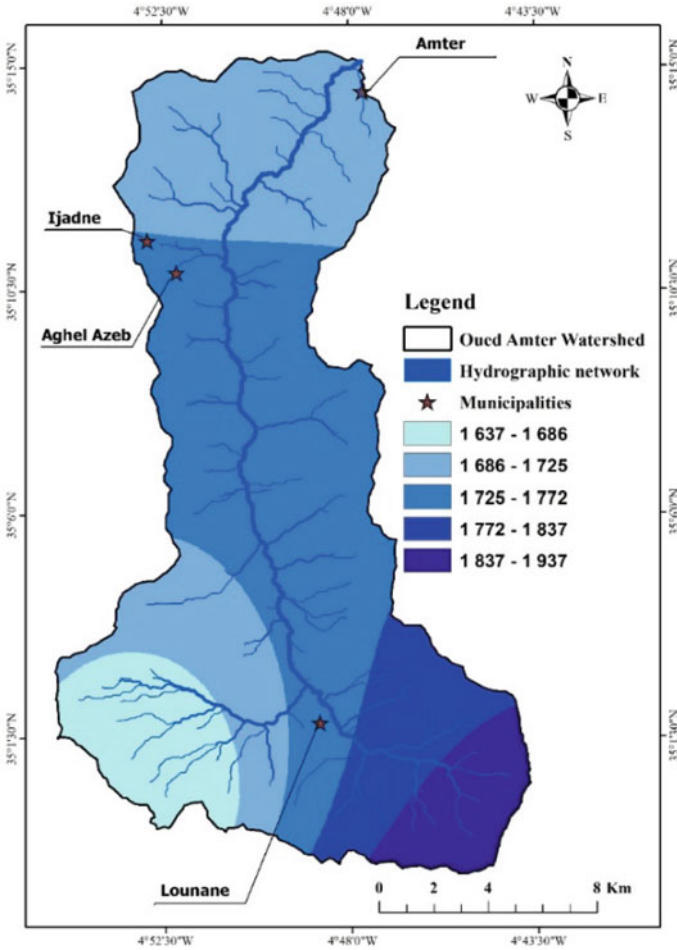 4°52'30"W 4°48'0"W 4°43'30"W
Amter
35°15'0"N
35°15'0"N
N
W E
S
Ijadne
35°10'30"N
35°10'30"N
Aghel Azeb
Legend
Oued Amter Watershed
Hydrographic network
Municipalities
1 637 - 1 686
1 686 - 1 725
1 725 - 1 772
1 772 - 1 837
1 837 - 1 937
35°6'0"N
35°6'0"N
35°1'30"N
35°1'30"N
Lounane
0 2 4 8 Km
4°52'30"W 4°48'0"W 4°43'30"W